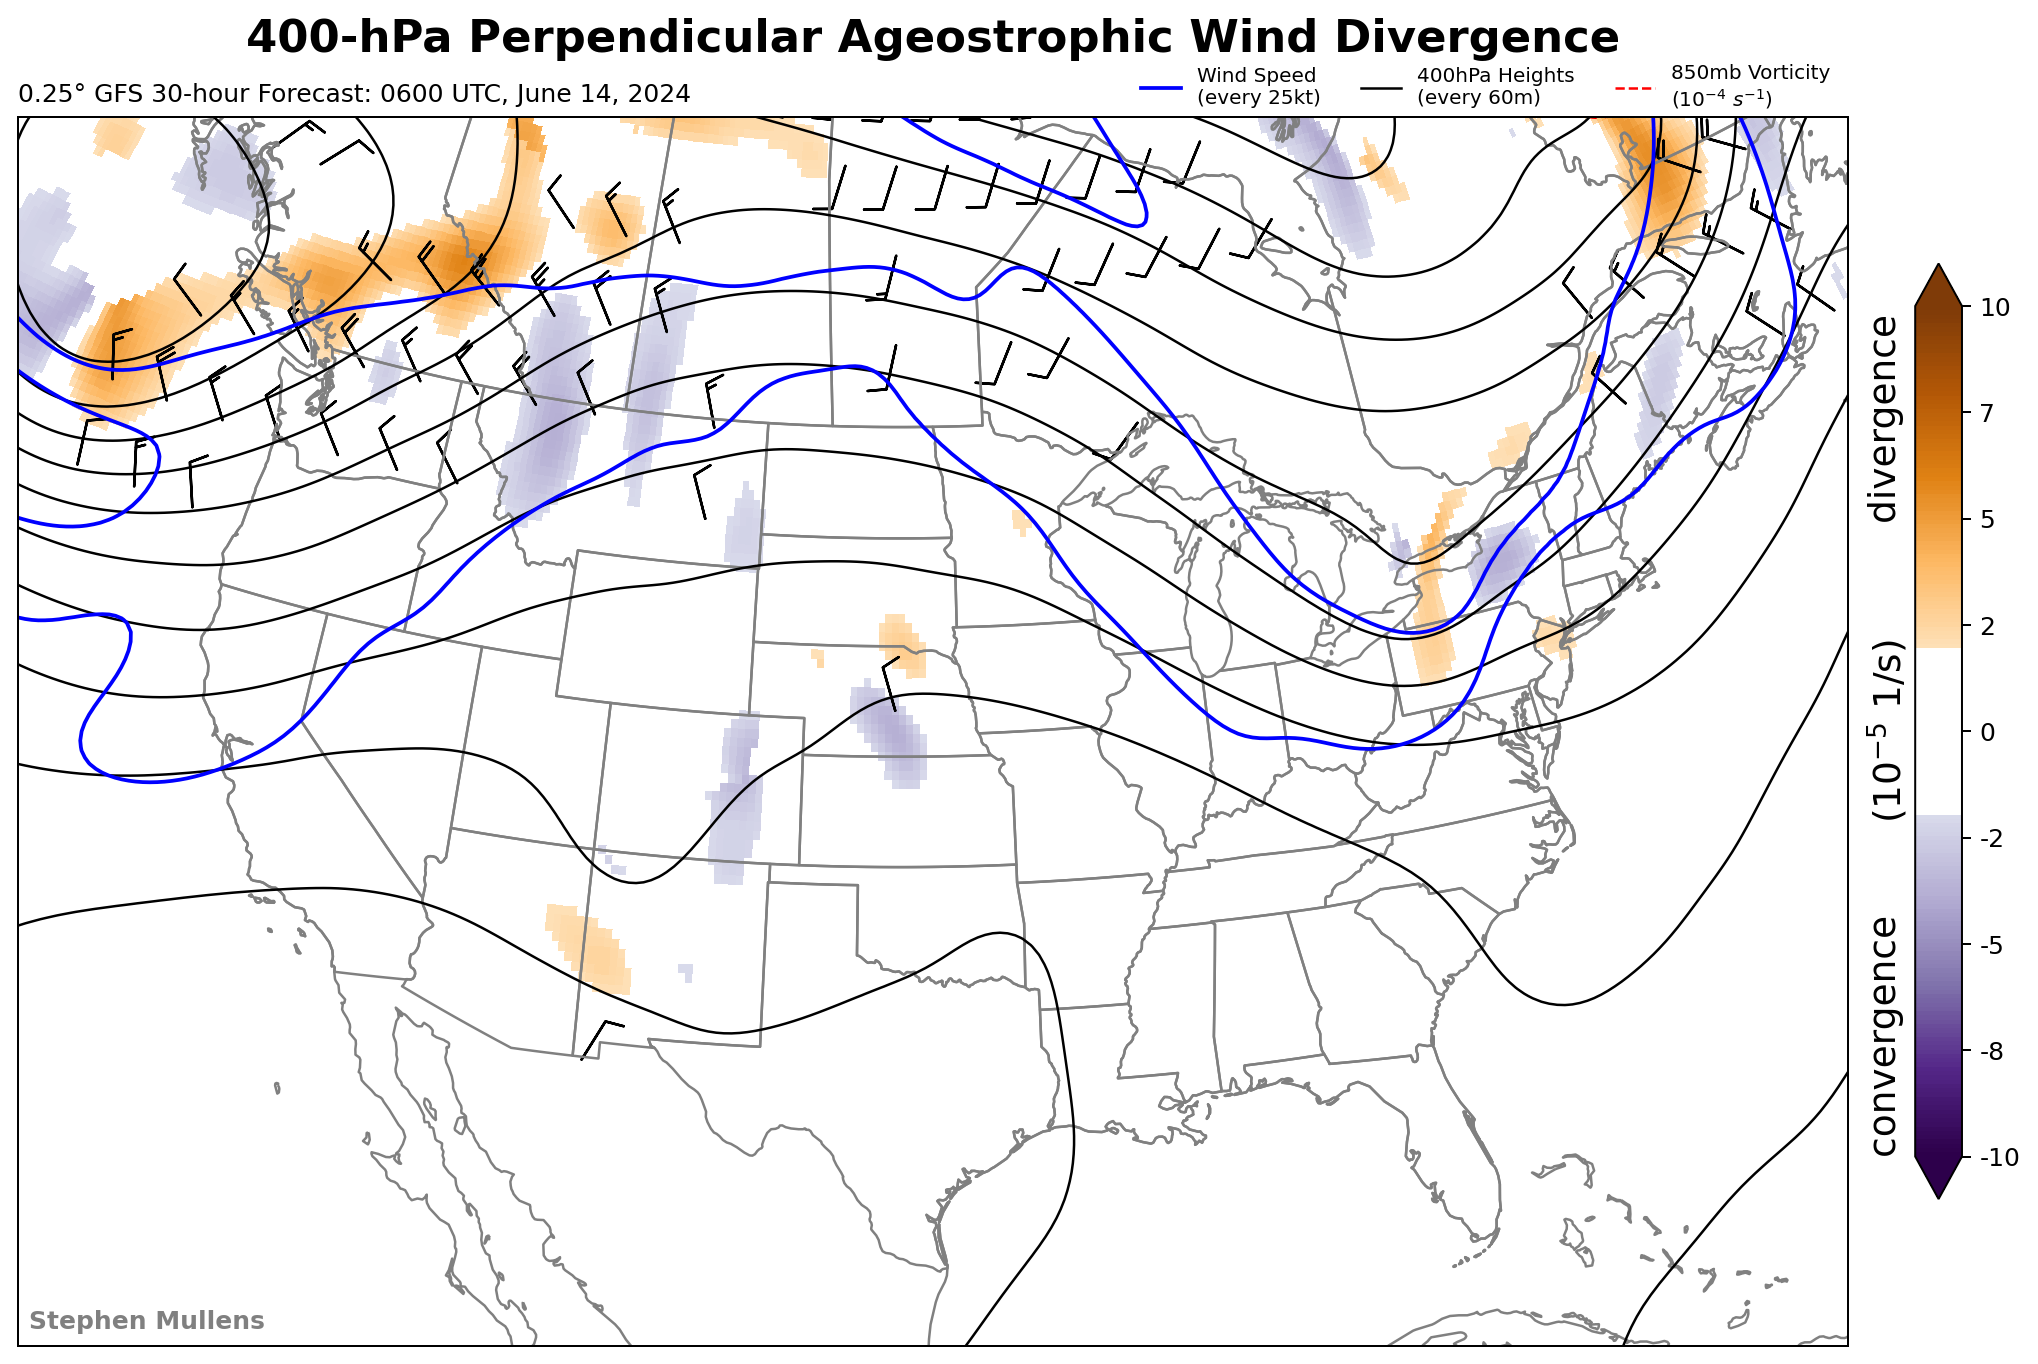 400-hPa Perpendicular Ageostrophic Wind Divergence
0.25° GFS 30-hour Forecast: 0600 UTC, June 14, 2024
Wind Speed
(every 25kt)
400hPa Heights
(every 60m)
850mb Vorticity
(10⁻⁴ s⁻¹)
10
7
5
2
0
-2
-5
-8
-10
convergence (10⁻⁵ 1/s) divergence
Stephen Mullens